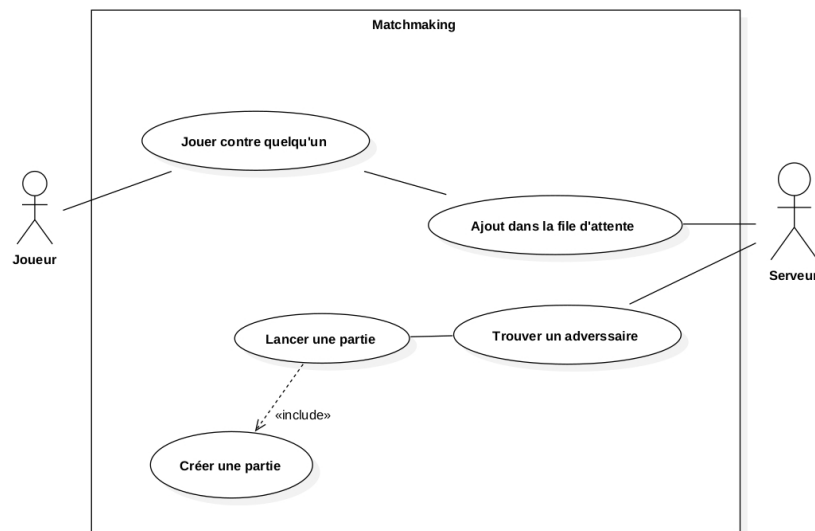 Matchmaking
Jouer contre quelqu'un
Joueur
Ajout dans la file d'attente
Serveur
Lancer une partie
Trouver un adverssaire
«include»
Créer une partie